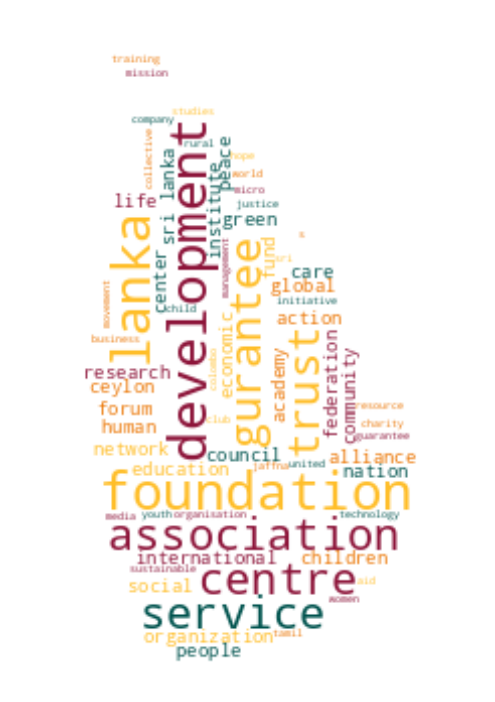 training
mission
studies
company
collective
development
rural
peace
hope
sri lanka
institute
world
micro
life
justice
green
lanka
s
center
management
gurantee
fund
sri
care
movement
global
child
initiative
economic
action
trust
business
colombo
academy
federation
community
research
ceylon
forum
resource
human
club
charity
guarantee
network
council
alliance
education
jaffna
united
nation
foundation
media
youth
organisation
technology
association
international
children
sustainable
social
centre
aid
women
service
organization
tamil
people